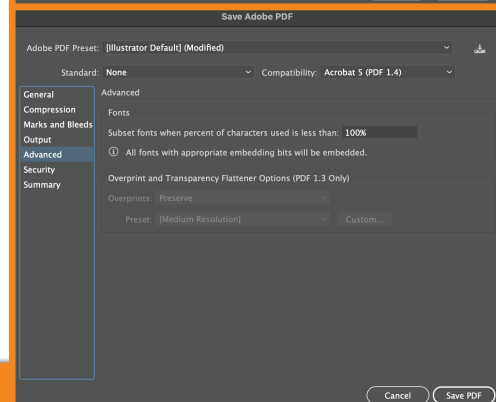 Save Adobe PDF
Adobe PDF Preset: [Illustrator Default] (Modified)
Standard: None Compatibility: Acrobat 5 (PDF 1.4)
General
Compression
Marks and Bleeds
Output
Advanced
Security
Summary
Advanced
Fonts
Subset fonts when percent of characters used is less than: 100%
All fonts with appropriate embedding bits will be embedded.
Overprint and Transparency Flattener Options (PDF 1.3 Only)
Overprints: Preserve
Preset: [Medium Resolution] Custom...
Cancel Save PDF